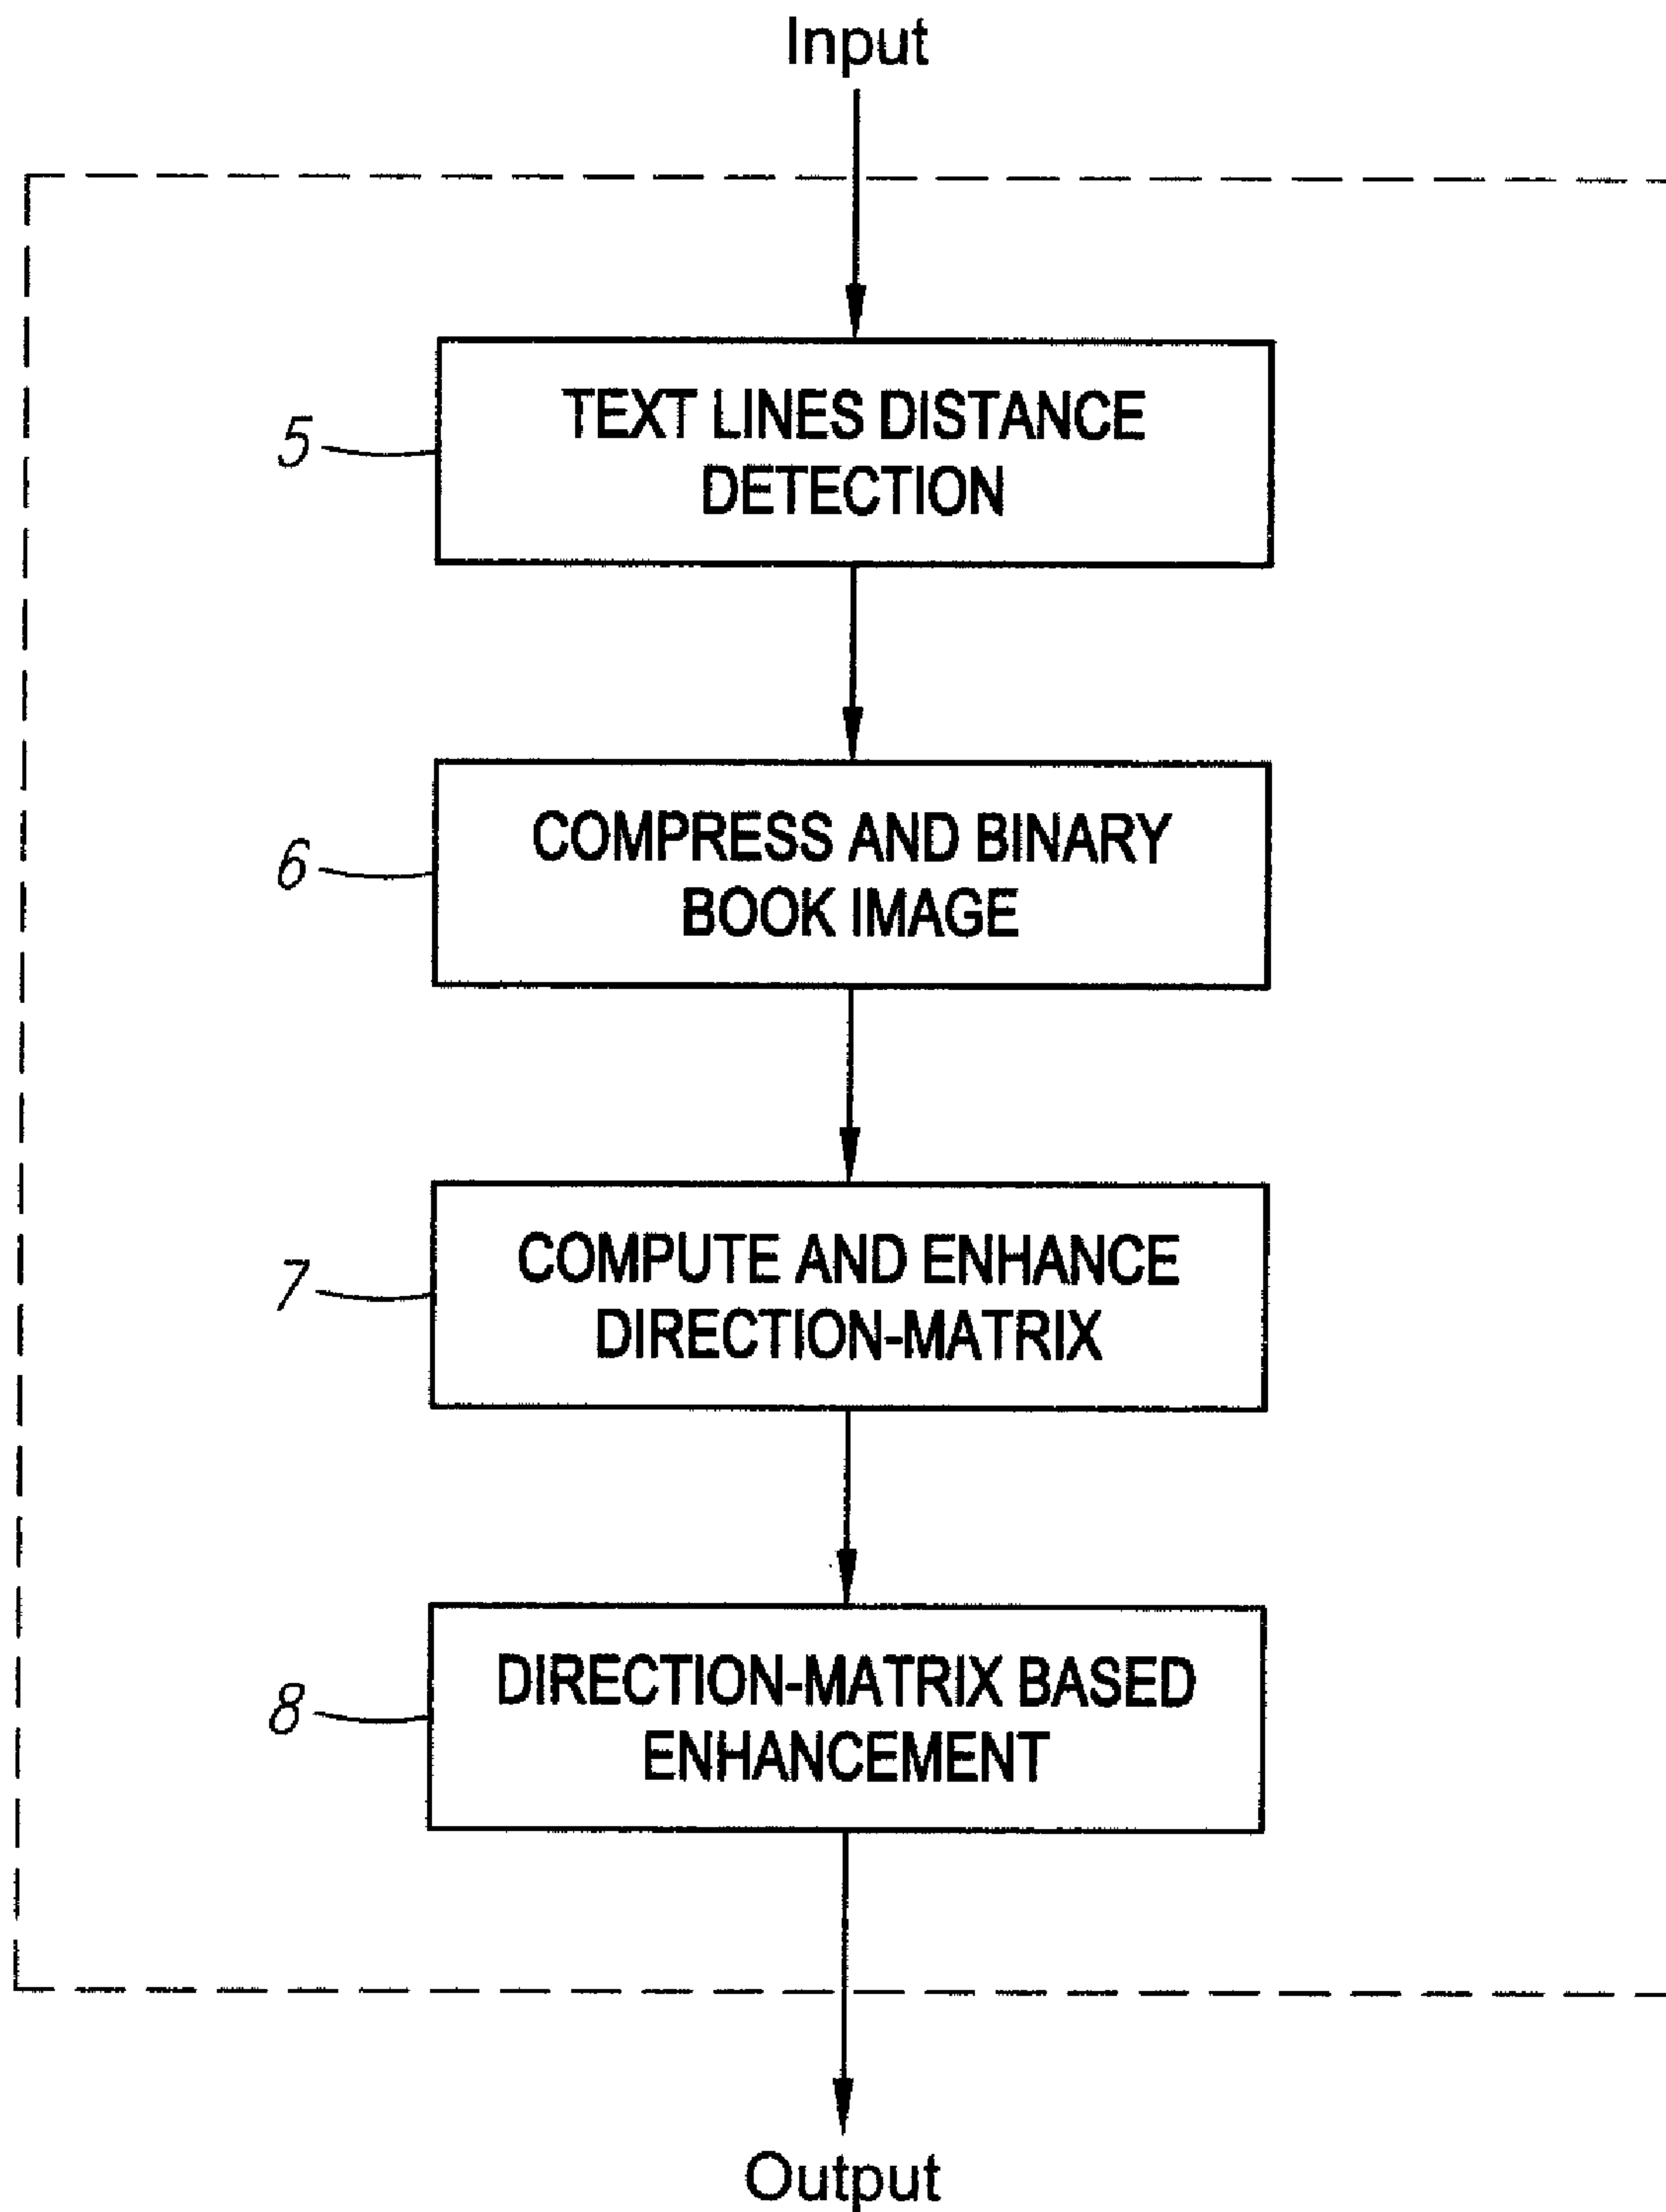 Input
5
TEXT LINES DISTANCE
DETECTION
6
COMPRESS AND BINARY
BOOK IMAGE
7
COMPUTE AND ENHANCE
DIRECTION-MATRIX
8
DIRECTION-MATRIX BASED
ENHANCEMENT
Output